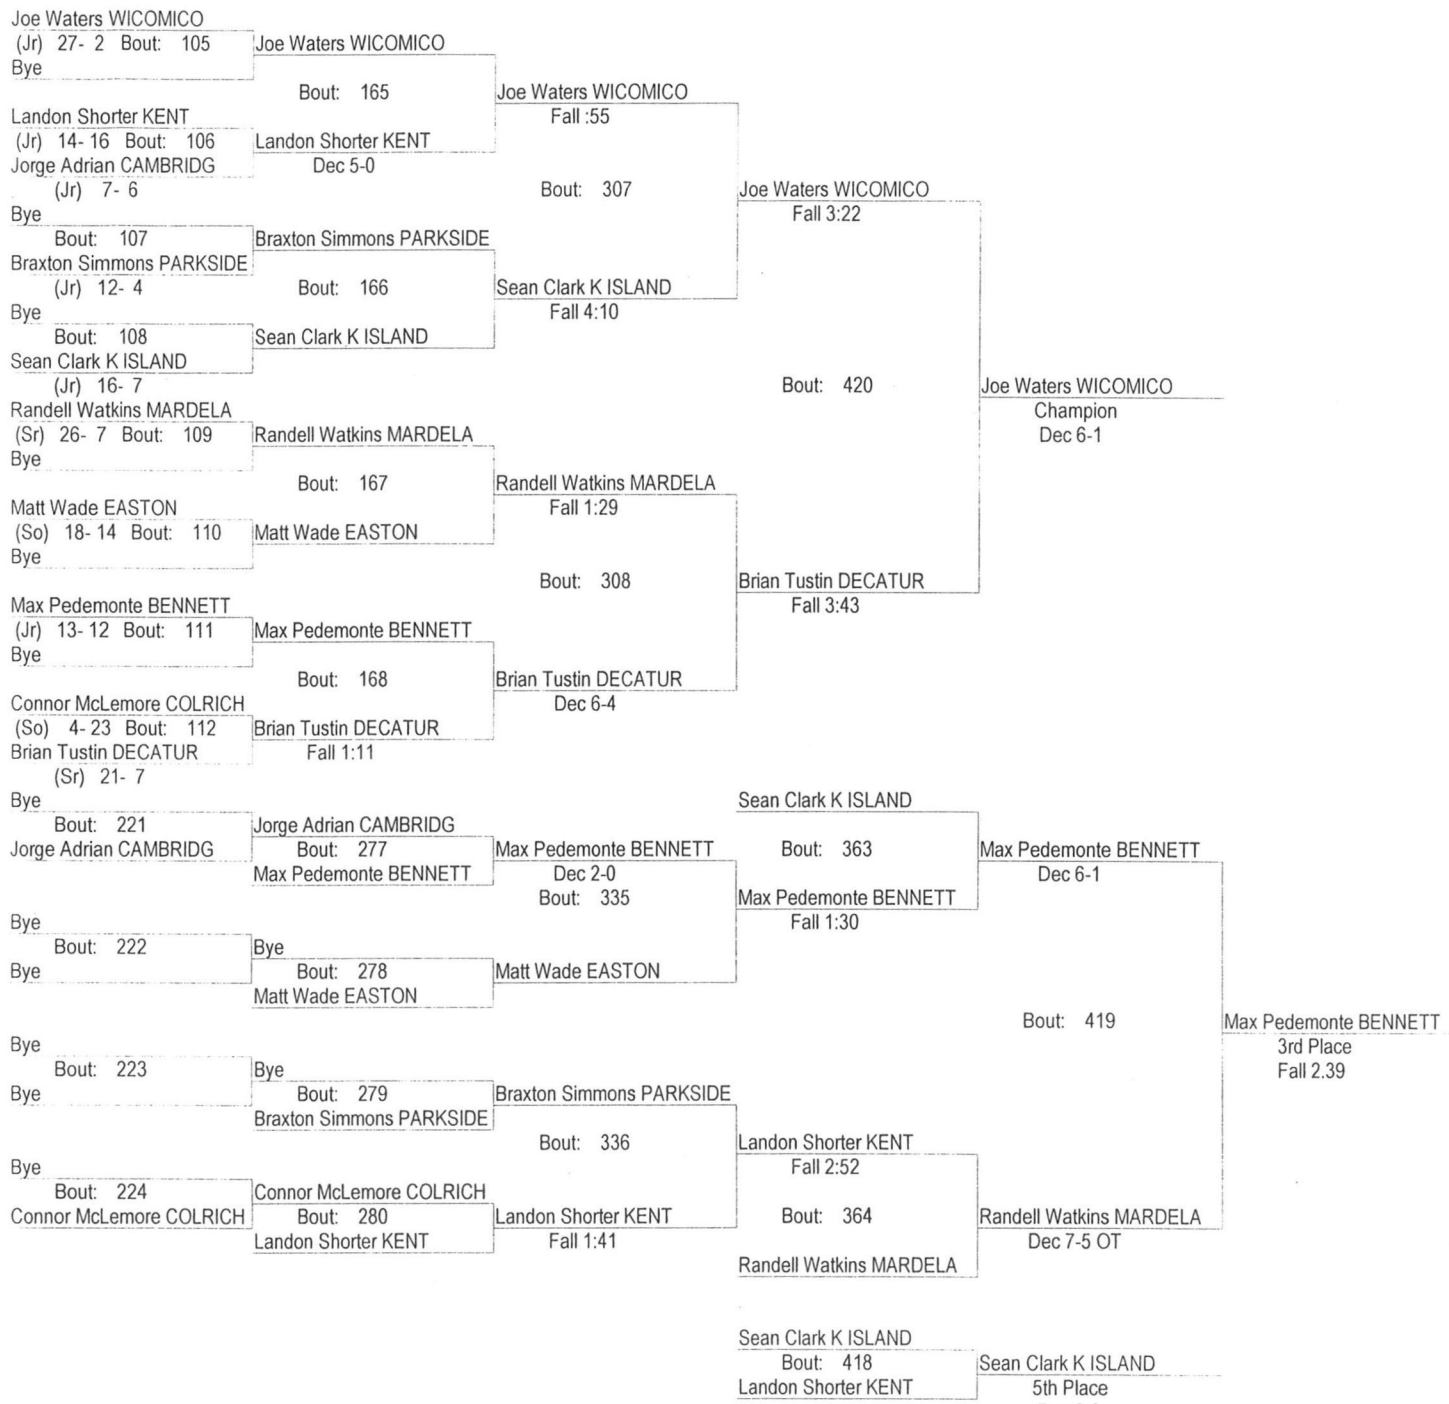 Joe Waters WICOMICO
(Jr) 27- 2 Bout: 105 Joe Waters WICOMICO
Bye
Bout: 165 Joe Waters WICOMICO
Landon Shorter KENT Fall :55
(Jr) 14- 16 Bout: 106 Landon Shorter KENT
Jorge Adrian CAMBRIDG Dec 5-0
(Jr) 7- 6 Bout: 307 Joe Waters WICOMICO
Bye Fall 3:22
Bout: 107 Braxton Simmons PARKSIDE
Braxton Simmons PARKSIDE
(Jr) 12- 4 Bout: 166 Sean Clark K ISLAND
Bye Fall 4:10
Bout: 108 Sean Clark K ISLAND
Sean Clark K ISLAND
(Jr) 16- 7 Bout: 420 Joe Waters WICOMICO
Randell Watkins MARDELA Champion
(Sr) 26- 7 Bout: 109 Randell Watkins MARDELA Dec 6-1
Bye
Bout: 167 Randell Watkins MARDELA
Matt Wade EASTON Fall 1:29
(So) 18- 14 Bout: 110 Matt Wade EASTON
Bye
Bout: 308 Brian Tustin DECATUR
Max Pedemonte BENNETT Fall 3:43
(Jr) 13- 12 Bout: 111 Max Pedemonte BENNETT
Bye
Bout: 168 Brian Tustin DECATUR
Connor McLemore COLRICH Dec 6-4
(So) 4- 23 Bout: 112 Brian Tustin DECATUR
Brian Tustin DECATUR Fall 1:11
(Sr) 21- 7
Bye Sean Clark K ISLAND
Bout: 221 Jorge Adrian CAMBRIDG
Jorge Adrian CAMBRIDG Bout: 277 Max Pedemonte BENNETT Bout: 363 Max Pedemonte BENNETT
Max Pedemonte BENNETT Dec 2-0 Dec 6-1
Bout: 335 Max Pedemonte BENNETT
Bye Fall 1:30
Bout: 222 Bye
Bye Bout: 278 Matt Wade EASTON
Matt Wade EASTON
Bout: 419 Max Pedemonte BENNETT
Bye 3rd Place
Bout: 223 Bye Fall 2.39
Bye Bout: 279 Braxton Simmons PARKSIDE
Braxton Simmons PARKSIDE
Bout: 336 Landon Shorter KENT
Bye Fall 2:52
Bout: 224 Connor McLemore COLRICH
Connor McLemore COLRICH Bout: 280 Landon Shorter KENT Bout: 364 Randell Watkins MARDELA
Landon Shorter KENT Fall 1:41 Dec 7-5 OT
Randell Watkins MARDELA
Sean Clark K ISLAND
Bout: 418 Sean Clark K ISLAND
Landon Shorter KENT 5th Place